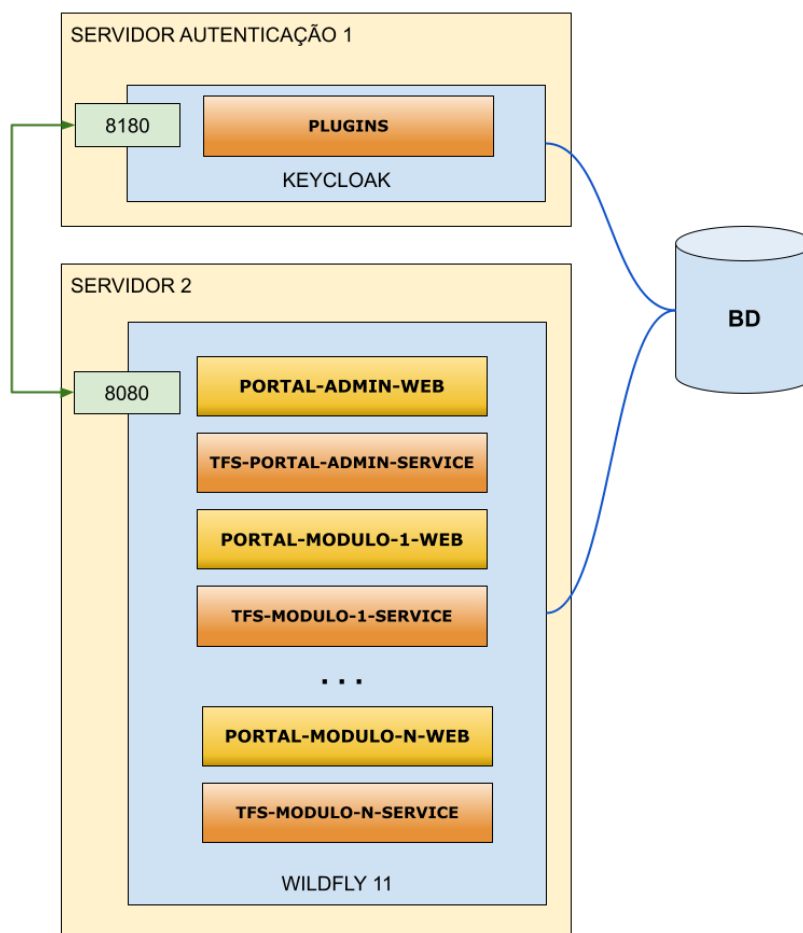 SERVIDOR AUTENTICAÇÃO 1
8180
PLUGINS
KEYCLOAK
BD
SERVIDOR 2
8080
PORTAL-ADMIN-WEB
TFS-PORTAL-ADMIN-SERVICE
PORTAL-MODULO-1-WEB
TFS-MODULO-1-SERVICE
. . .
PORTAL-MODULO-N-WEB
TFS-MODULO-N-SERVICE
WILDFLY 11